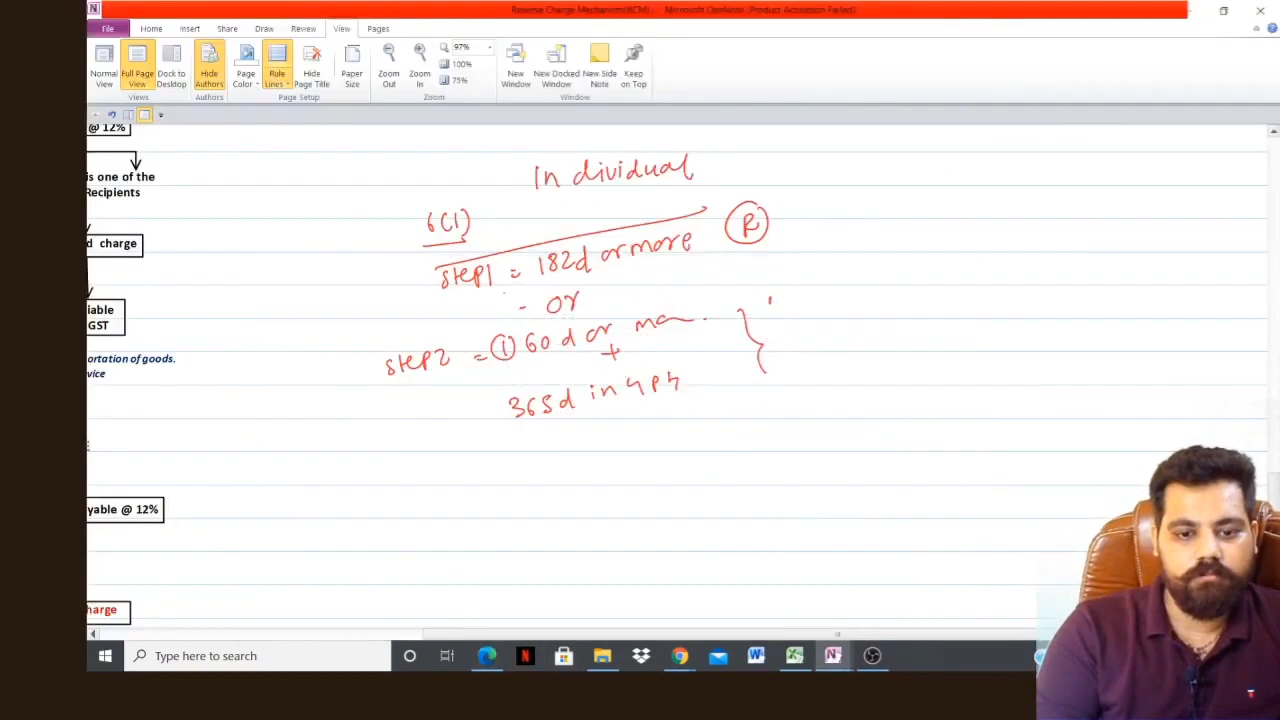 Reverse Charge Mechanism(RCM) - Microsoft OneNote (Product Activation Failed)
File Home Insert Share Draw Review View Pages
Normal View
Full Page View
Dock to Desktop
Views
Hide Authors
Authors
Page Color
Rule Lines
Hide Page Title
Page Setup
Paper Size
Zoom Out
Zoom In
97%
100%
75%
Zoom
New Window
New Docked Window
New Side Note
Keep on Top
Window
@ 12%
is one of the
Recipients
d charge
iable
GST
ortation of goods.
vice
yable @ 12%
harge
Individual
6(1)
step1 = 182d or more R
- or
step2 = ① 60 d or
+
365d in 4 P Y
Type here to search